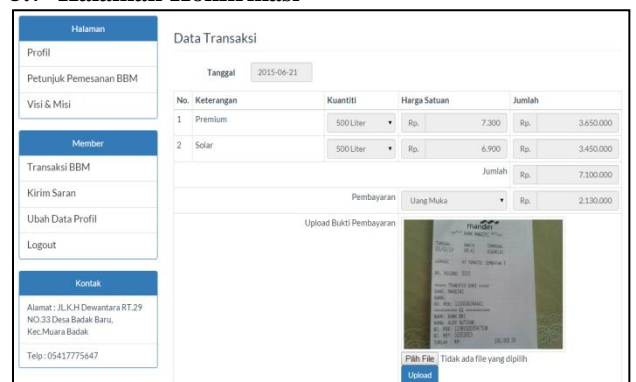 Halaman
Profil
Petunjuk Pemesanan BBM
Visi & Misi
Member
Transaksi BBM
Kirim Saran
Ubah Data Profil
Logout
Kontak
Alamat : JL.K.H Dewantara RT.29
NO.33 Desa Badak Baru,
Kec.Muara Badak
Telp : 05417775647
Data Transaksi
Tanggal 2015-06-21
No. Keterangan Kuantiti Harga Satuan Jumlah
1 Premium 500 Liter Rp. 7.300 Rp. 3.650.000
2 Solar 500 Liter Rp. 6.900 Rp. 3.450.000
Jumlah Rp. 7.100.000
Pembayaran Uang Muka Rp. 2.130.000
Upload Bukti Pembayaran
mandiri
Pilih File Tidak ada file yang dipilih
Upload